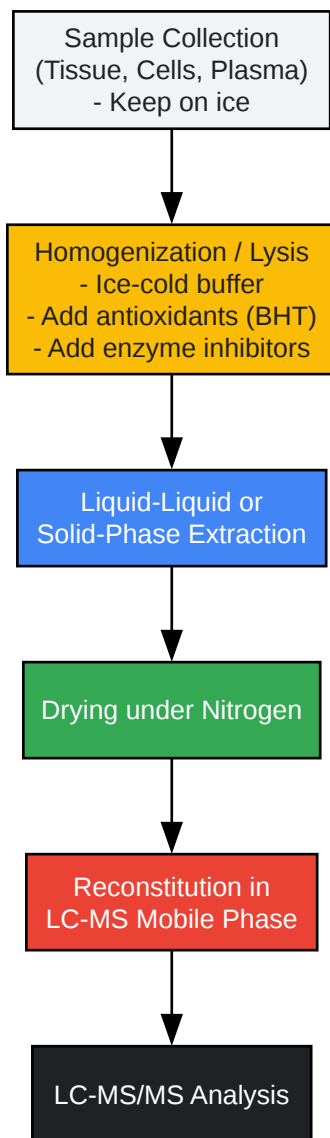 Sample Collection
(Tissue, Cells, Plasma)
- Keep on ice
Homogenization / Lysis
- Ice-cold buffer
- Add antioxidants (BHT)
- Add enzyme inhibitors
Liquid-Liquid or
Solid-Phase Extraction
Drying under Nitrogen
Reconstitution in
LC-MS Mobile Phase
LC-MS/MS Analysis